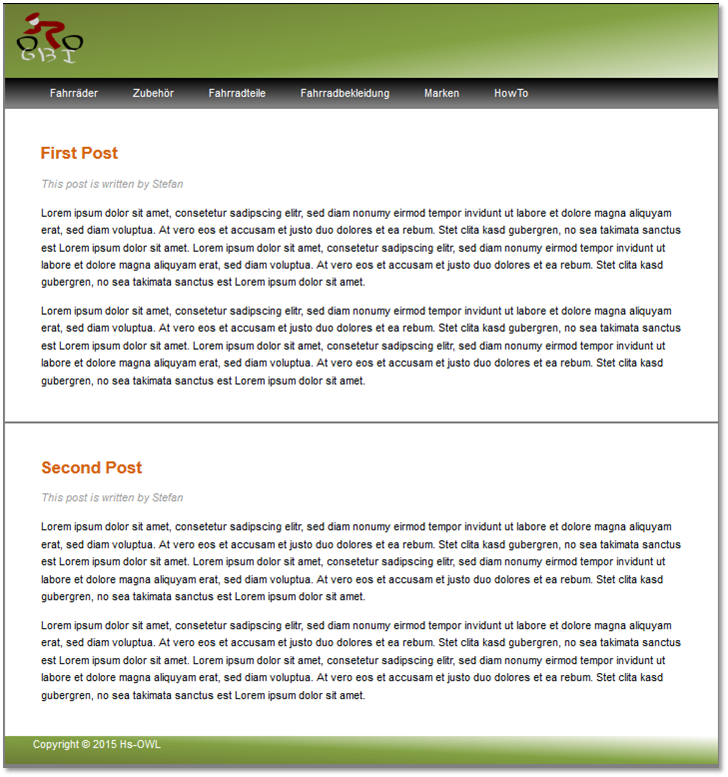 GBI
Fahrräder Zubehör Fahrradteile Fahrradbekleidung Marken HowTo
First Post
This post is written by Stefan
Lorem ipsum dolor sit amet, consetetur sadipscing elitr, sed diam nonumy eirmod tempor invidunt ut labore et dolore magna aliquyam
erat, sed diam voluptua. At vero eos et accusam et justo duo dolores et ea rebum. Stet clita kasd gubergren, no sea takimata sanctus
est Lorem ipsum dolor sit amet. Lorem ipsum dolor sit amet, consetetur sadipscing elitr, sed diam nonumy eirmod tempor invidunt ut
labore et dolore magna aliquyam erat, sed diam voluptua. At vero eos et accusam et justo duo dolores et ea rebum. Stet clita kasd
gubergren, no sea takimata sanctus est Lorem ipsum dolor sit amet.
Lorem ipsum dolor sit amet, consetetur sadipscing elitr, sed diam nonumy eirmod tempor invidunt ut labore et dolore magna aliquyam
erat, sed diam voluptua. At vero eos et accusam et justo duo dolores et ea rebum. Stet clita kasd gubergren, no sea takimata sanctus
est Lorem ipsum dolor sit amet. Lorem ipsum dolor sit amet, consetetur sadipscing elitr, sed diam nonumy eirmod tempor invidunt ut
labore et dolore magna aliquyam erat, sed diam voluptua. At vero eos et accusam et justo duo dolores et ea rebum. Stet clita kasd
gubergren, no sea takimata sanctus est Lorem ipsum dolor sit amet.
Second Post
This post is written by Stefan
Lorem ipsum dolor sit amet, consetetur sadipscing elitr, sed diam nonumy eirmod tempor invidunt ut labore et dolore magna aliquyam
erat, sed diam voluptua. At vero eos et accusam et justo duo dolores et ea rebum. Stet clita kasd gubergren, no sea takimata sanctus
est Lorem ipsum dolor sit amet. Lorem ipsum dolor sit amet, consetetur sadipscing elitr, sed diam nonumy eirmod tempor invidunt ut
labore et dolore magna aliquyam erat, sed diam voluptua. At vero eos et accusam et justo duo dolores et ea rebum. Stet clita kasd
gubergren, no sea takimata sanctus est Lorem ipsum dolor sit amet.
Lorem ipsum dolor sit amet, consetetur sadipscing elitr, sed diam nonumy eirmod tempor invidunt ut labore et dolore magna aliquyam
erat, sed diam voluptua. At vero eos et accusam et justo duo dolores et ea rebum. Stet clita kasd gubergren, no sea takimata sanctus
est Lorem ipsum dolor sit amet. Lorem ipsum dolor sit amet, consetetur sadipscing elitr, sed diam nonumy eirmod tempor invidunt ut
labore et dolore magna aliquyam erat, sed diam voluptua. At vero eos et accusam et justo duo dolores et ea rebum. Stet clita kasd
gubergren, no sea takimata sanctus est Lorem ipsum dolor sit amet.
Copyright © 2015 Hs-OWL